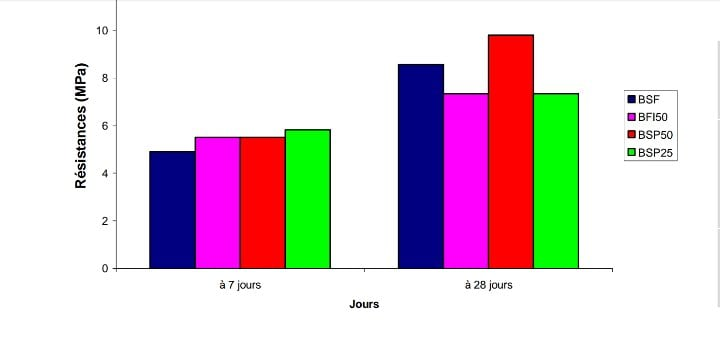 10
8
6
4
2
0
Résistances (MPa)
à 7 jours
à 28 jours
Jours
BSF
BFI50
BSP50
BSP25